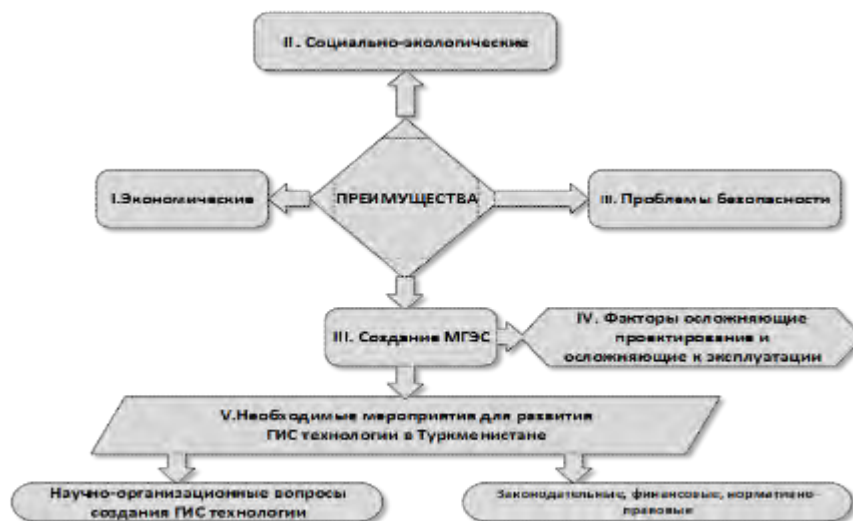 II. Социально-экологические
I.Экономические
ПРЕИМУЩЕСТВА
III. Проблемы безопасности
III. Создание МГЭС
IV. Факторы осложняющие
проектирование и
осложняющие к эксплуатации
V.Необходимые мероприятия для развития
ГИС технологии в Туркменистане
Научно-организационные вопросы
создания ГИС технологии
Законодательные, финансовые, нормативно-
правовые